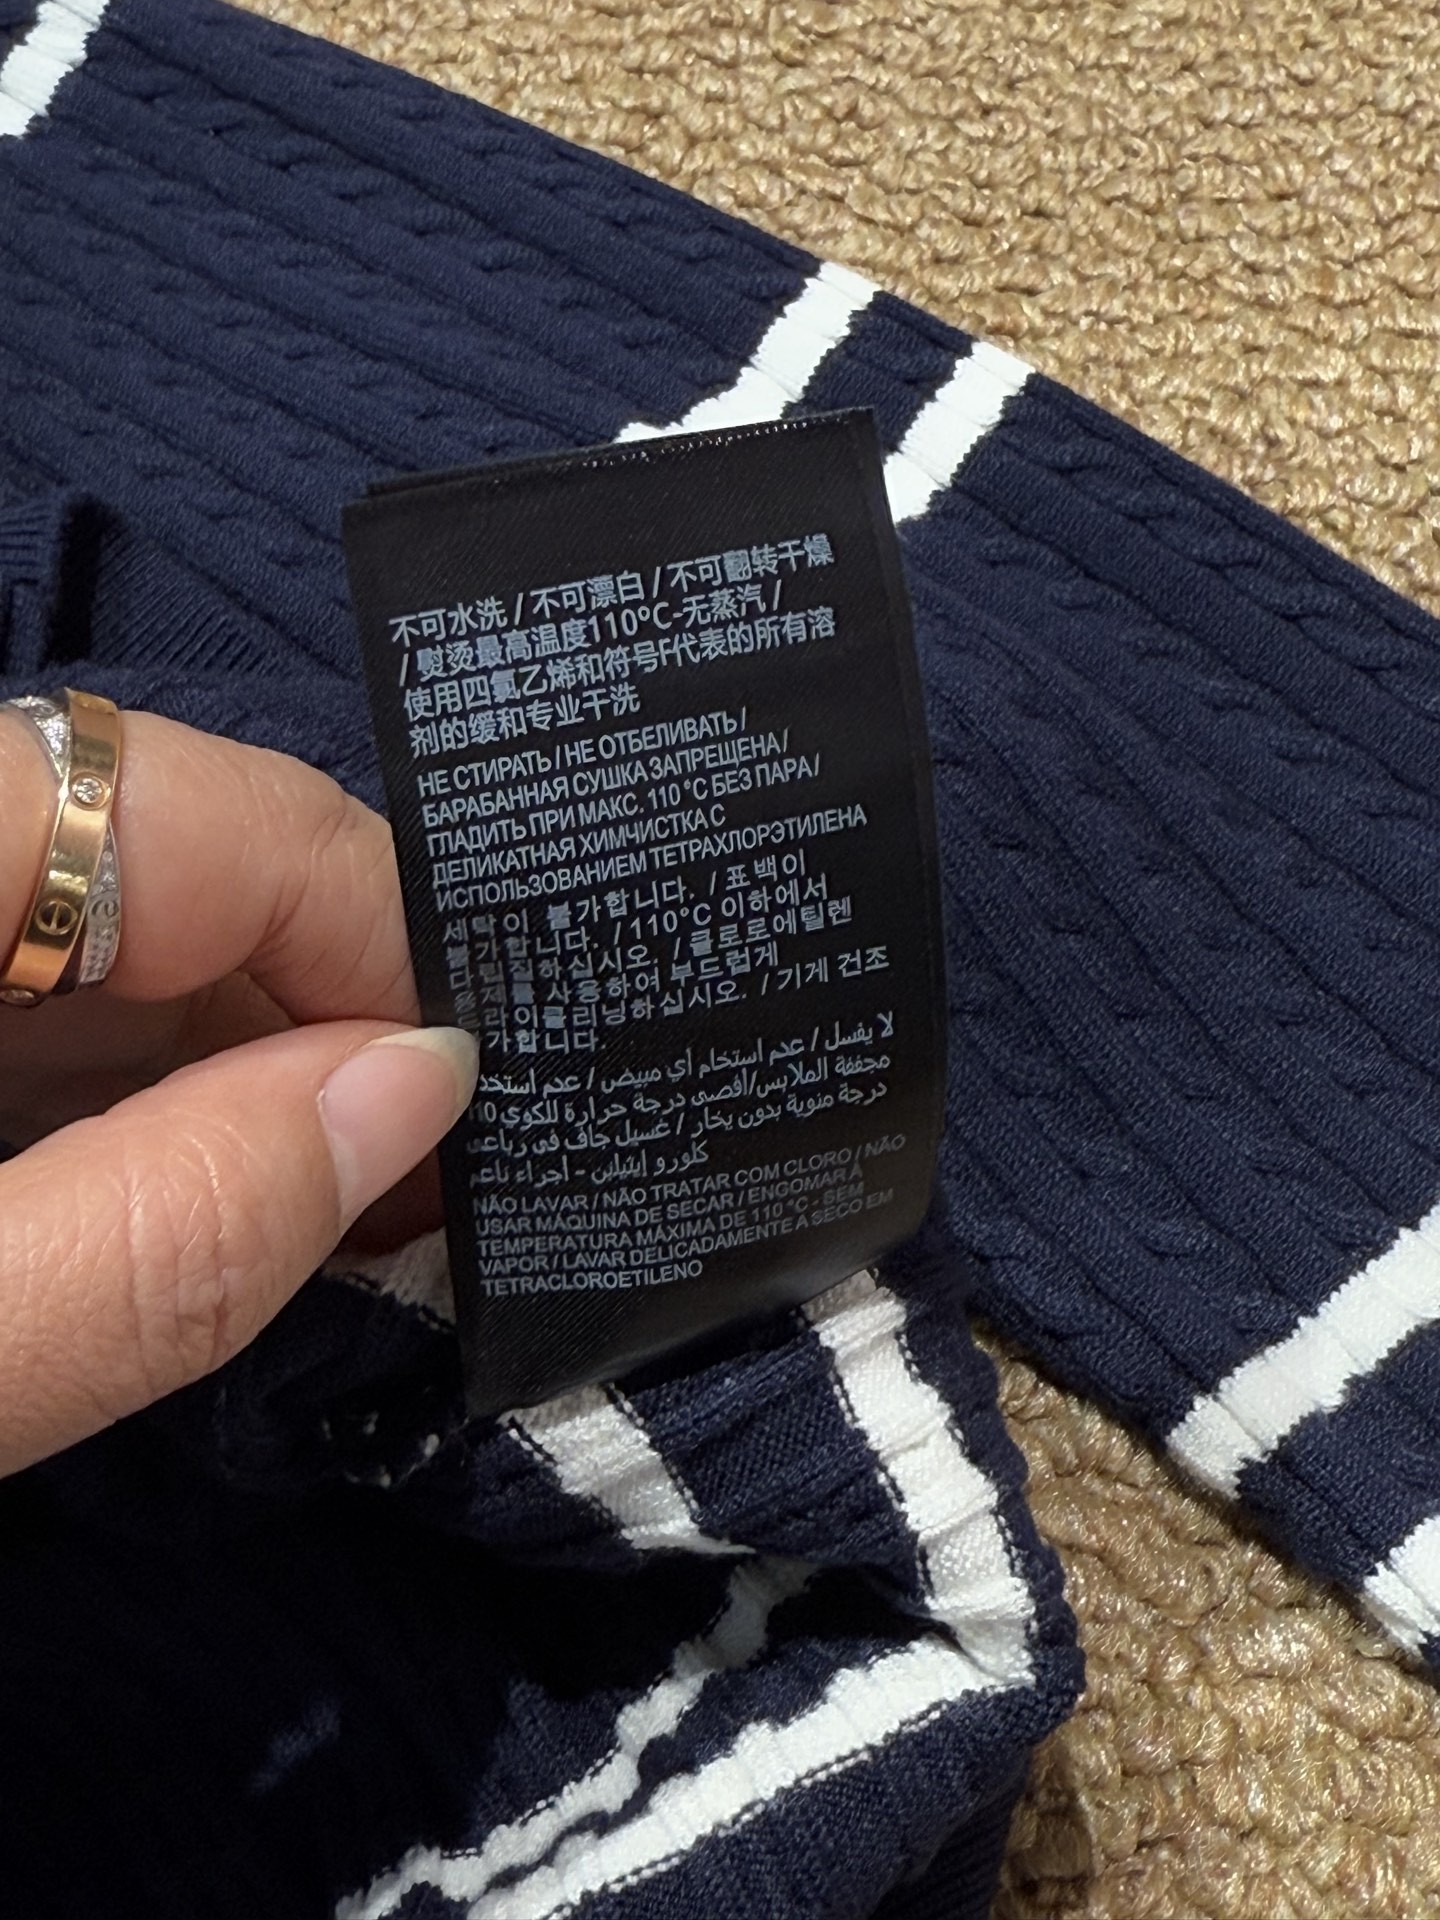 不可水洗 / 不可漂白 / 不可翻转干燥
/ 熨烫最高温度110ºC-无蒸汽 /
使用四氯乙烯和符号F代表的所有溶
剂的缓和专业干洗
НЕ СТИРАТЬ / НЕ ОТБЕЛИВАТЬ /
БАРАБАННАЯ СУШКА ЗАПРЕЩЕНА /
ГЛАДИТЬ ПРИ МАКС. 110 °С БЕЗ ПАРА /
ДЕЛИКАТНАЯ ХИМЧИСТКА С
ИСПОЛЬЗОВАНИЕМ ТЕТРАХЛОРЭТИЛЕНА
세탁이 불가합니다. / 표백이
불가합니다. / 110°C 이하에서
다림질하십시오. / 클로로에틸렌
용제를 사용하여 부드럽게
라이클리닝하십시오. / 기계 건조
가합니다.
لا يغسل / عدم استخام أي مبيض / عدم استخد
مجففة الملابس/أقصى درجة حرارة للكوي 10
درجة مئوية بدون بخار / غسيل جاف في رباعي
كلورو إيثيلين - إجراء ناعم
NÃO LAVAR / NÃO TRATAR COM CLORO / NÃO
USAR MÁQUINA DE SECAR / ENGOMAR Á
TEMPERATURA MÁXIMA DE 110 °C - SEM
VAPOR / LAVAR DELICADAMENTE A SECO EM
TETRACLOROETILENO